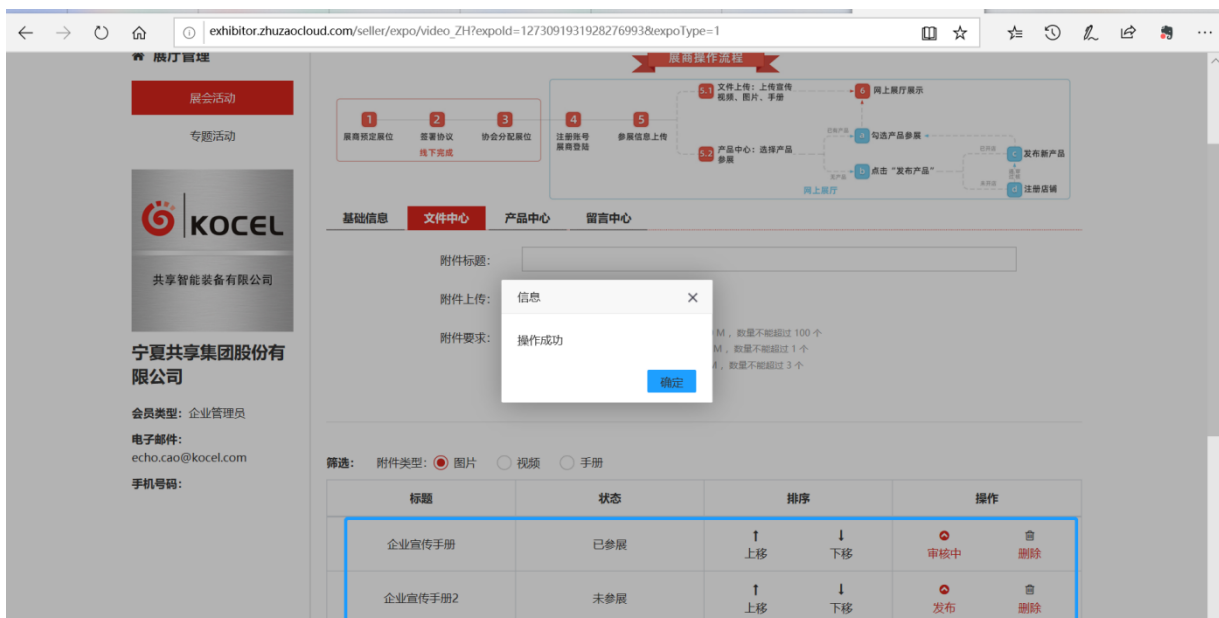 exhibitor.zhuzaocloud.com/seller/expo/video_ZH?expoId=1273091931928276993&expoType=1
展厅管理
展会活动
专题活动
KOCEL
共享智能装备有限公司
宁夏共享集团股份有
限公司
会员类型：企业管理员
电子邮件：
echo.cao@kocel.com
手机号码：
展商操作流程
1
展商预定展位
2
签署协议
线下完成
3
协会分配展位
4
注册账号
展商登陆
5
参展信息上传
5.1 文件上传：上传宣传
视频、图片、手册
6 网上展厅展示
5.2 产品中心：选择产品
参展
a 勾选产品参展
b 点击“发布产品”
c 发布新产品
d 注册店铺
网上展厅
基础信息 文件中心 产品中心 留言中心
附件标题：
附件上传：
附件要求：
M ，数量不能超过 100 个
M ，数量不能超过 1 个
M ，数量不能超过 3 个
信息
操作成功
确定
筛选： 附件类型： 图片 视频 手册
标题 状态 排序 操作
企业宣传手册 已参展 上移 下移 审核中 删除
企业宣传手册2 未参展 上移 下移 发布 删除